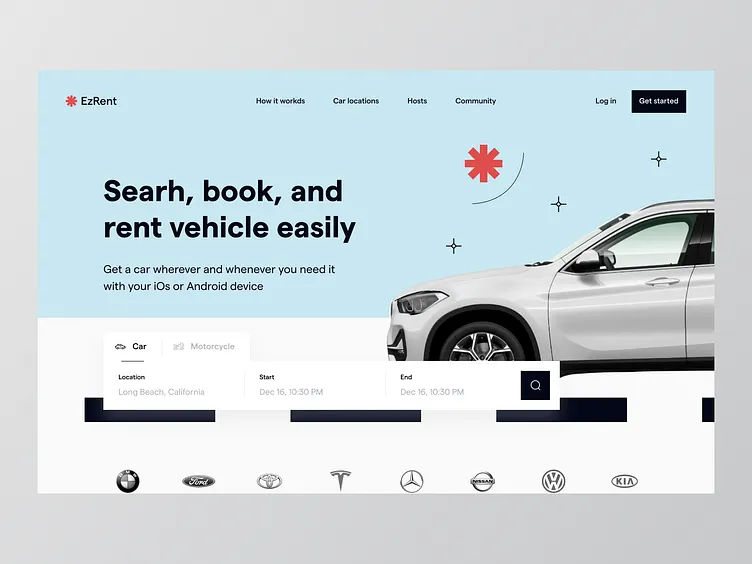 EzRent
How it workds
Car locations
Hosts
Community
Log in
Get started
Searh, book, and
rent vehicle easily
Get a car wherever and whenever you need it
with your iOs or Android device
Car
Motorcycle
Location
Start
End
Long Beach, California
Dec 16, 10:30 PM
Dec 16, 10:30 PM
BMW
Ford
NISSAN
KIA